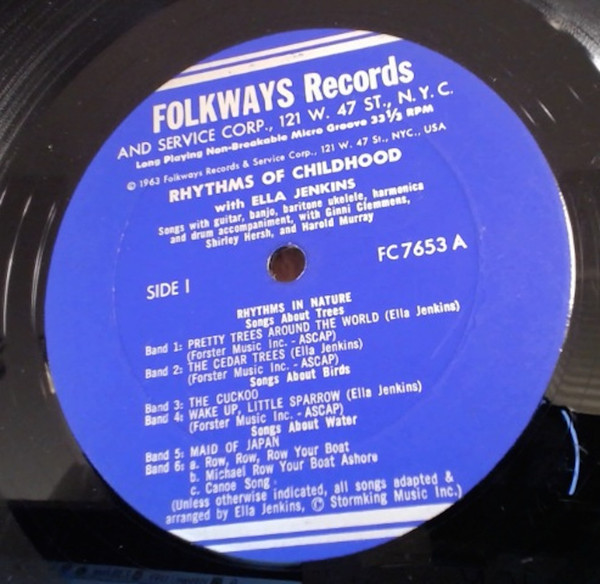 FOLKWAYS Records
AND SERVICE CORP., 121 W. 47 ST., N.Y.C.
Long Playing Non-Breakable Micro Groove 33⅓ RPM
© 1963 Folkways Records & Service Corp., 121 W. 47 St., NYC., USA
RHYTHMS OF CHILDHOOD
with ELLA JENKINS
Songs with guitar, banjo, baritone ukelele, harmonica
and drum accompaniment, with Ginni Clemmens,
Shirley Hersh, and Harold Murray
FC 7653 A
SIDE I
RHYTHMS IN NATURE
Songs About Trees
Band 1: PRETTY TREES AROUND THE WORLD (Ella Jenkins)
(Forster Music Inc. - ASCAP)
Band 2: THE CEDAR TREES (Ella Jenkins)
(Forster Music Inc. - ASCAP)
Songs About Birds
Band 3: THE CUCKOO
Band 4: WAKE UP, LITTLE SPARROW (Ella Jenkins)
(Forster Music Inc. - ASCAP)
Songs About Water
Band 5: MAID OF JAPAN
Band 6: a. Row, Row, Row Your Boat
b. Michael Row Your Boat Ashore
c. Canoe Song
(Unless otherwise indicated, all songs adapted &
arranged by Ella Jenkins, © Stormking Music Inc.)